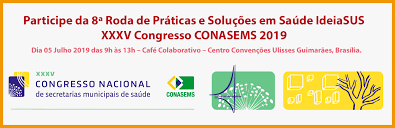 Participe da 8ª Roda de Práticas e Soluções em Saúde IdeiaSUS
XXXV Congresso CONASEMS 2019
Dia 05 Julho 2019 das 9h às 13h – Café Colaborativo – Centro Convenções Ulisses Guimarães, Brasília.
XXXV
CONGRESSO NACIONAL
de secretarias municipais de saúde
CONASEMS